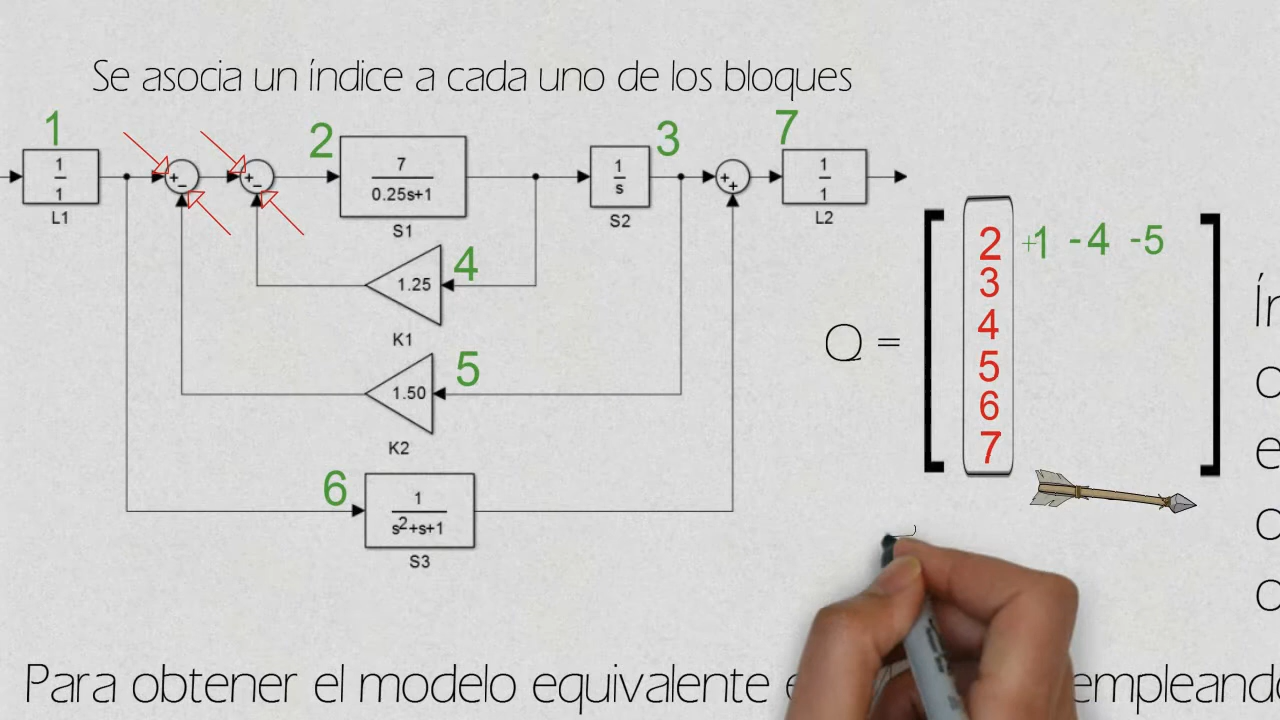 Se asocia un índice a cada uno de los bloques
1 2 3 7
1/1 + - + - 7/0.25s+1 1/s + + 1/1
L1 S1 S2 L2
1.25 4
K1
1.50 5
K2
6 1/s²+s+1
S3
Q =
2 +1 -4 -5
3
4
5
6
7
Para obtener el modelo equivalente
empleando